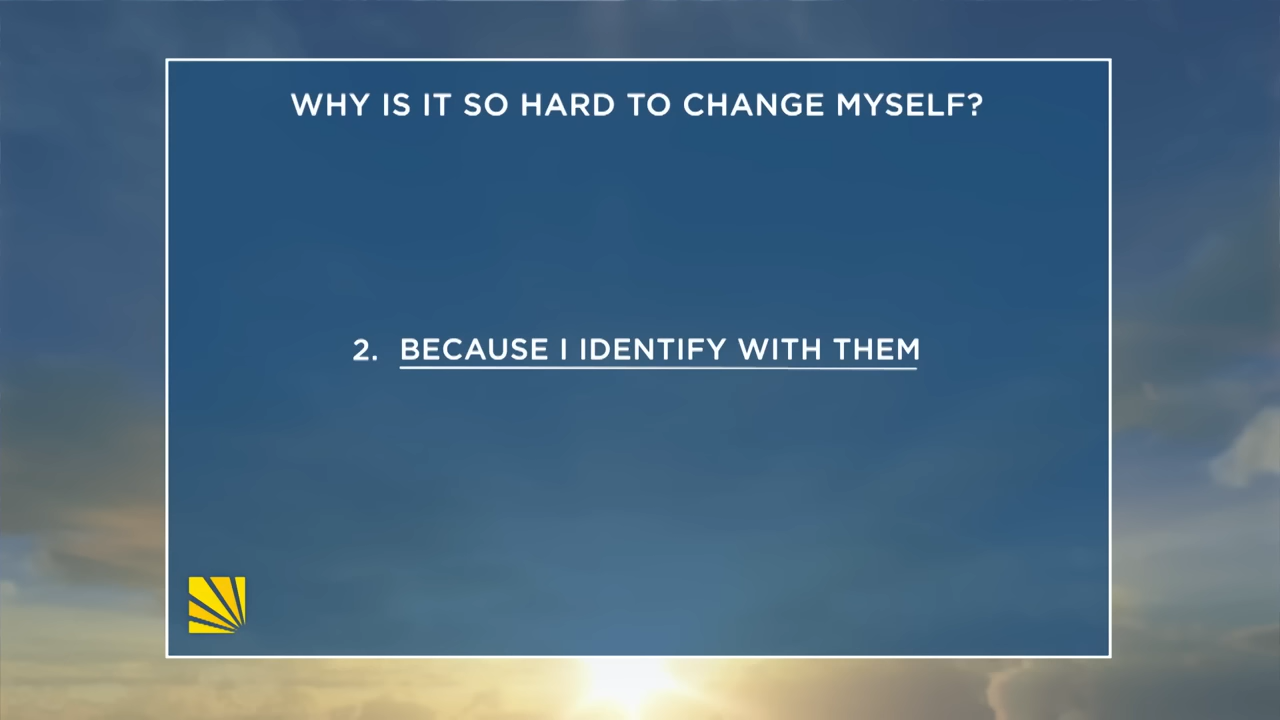 WHY IS IT SO HARD TO CHANGE MYSELF?
2. BECAUSE I IDENTIFY WITH THEM